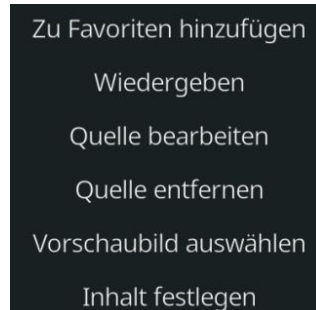 Zu Favoriten hinzufügen
Wiedergeben
Quelle bearbeiten
Quelle entfernen
Vorschaubild auswählen
Inhalt festlegen